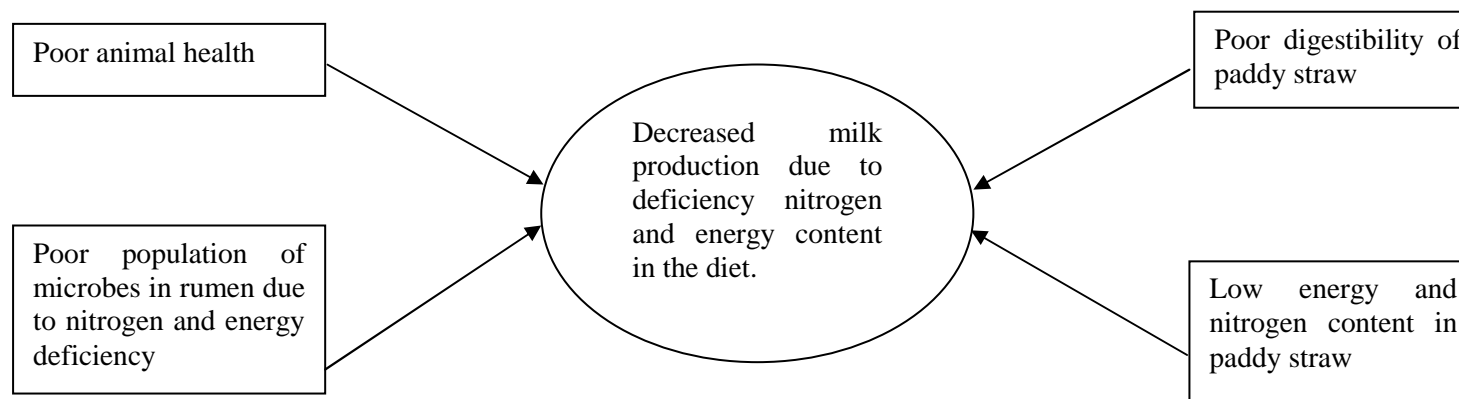 Poor animal health
Poor population of
microbes in rumen due
to nitrogen and energy
deficiency
Decreased milk
production due to
deficiency nitrogen
and energy content
in the diet.
Poor digestibility of
paddy straw
Low energy and
nitrogen content in
paddy straw